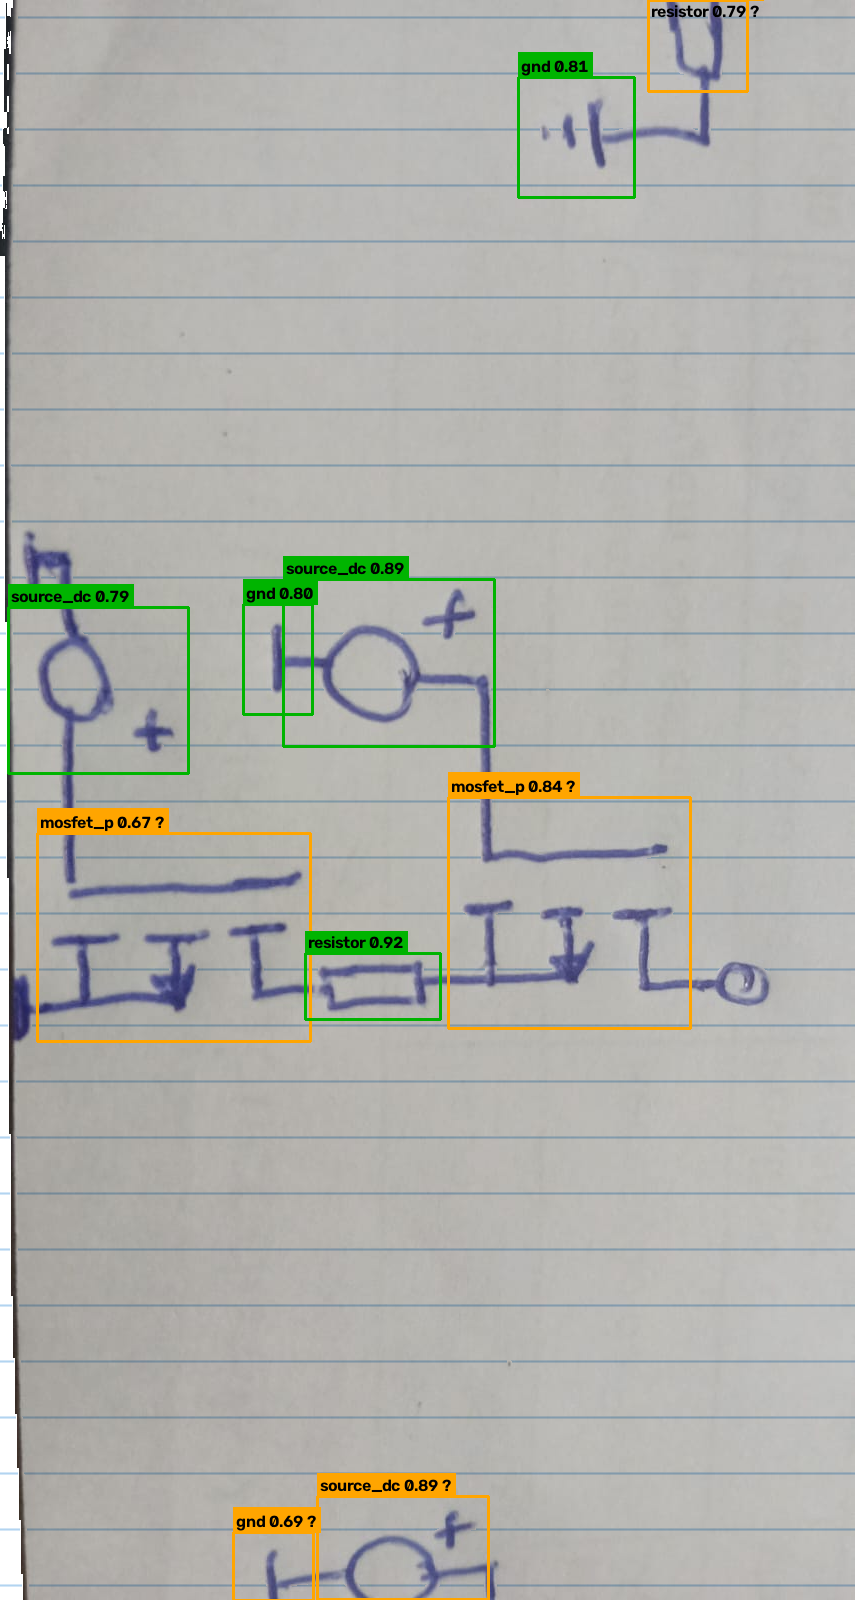 resistor 0.79 ?
gnd 0.81
source_dc 0.89
source_dc 0.79
gnd 0.80
+
+
mosfet_p 0.84 ?
mosfet_p 0.67 ?
resistor 0.92
source_dc 0.89 ?
gnd 0.69 ?
+